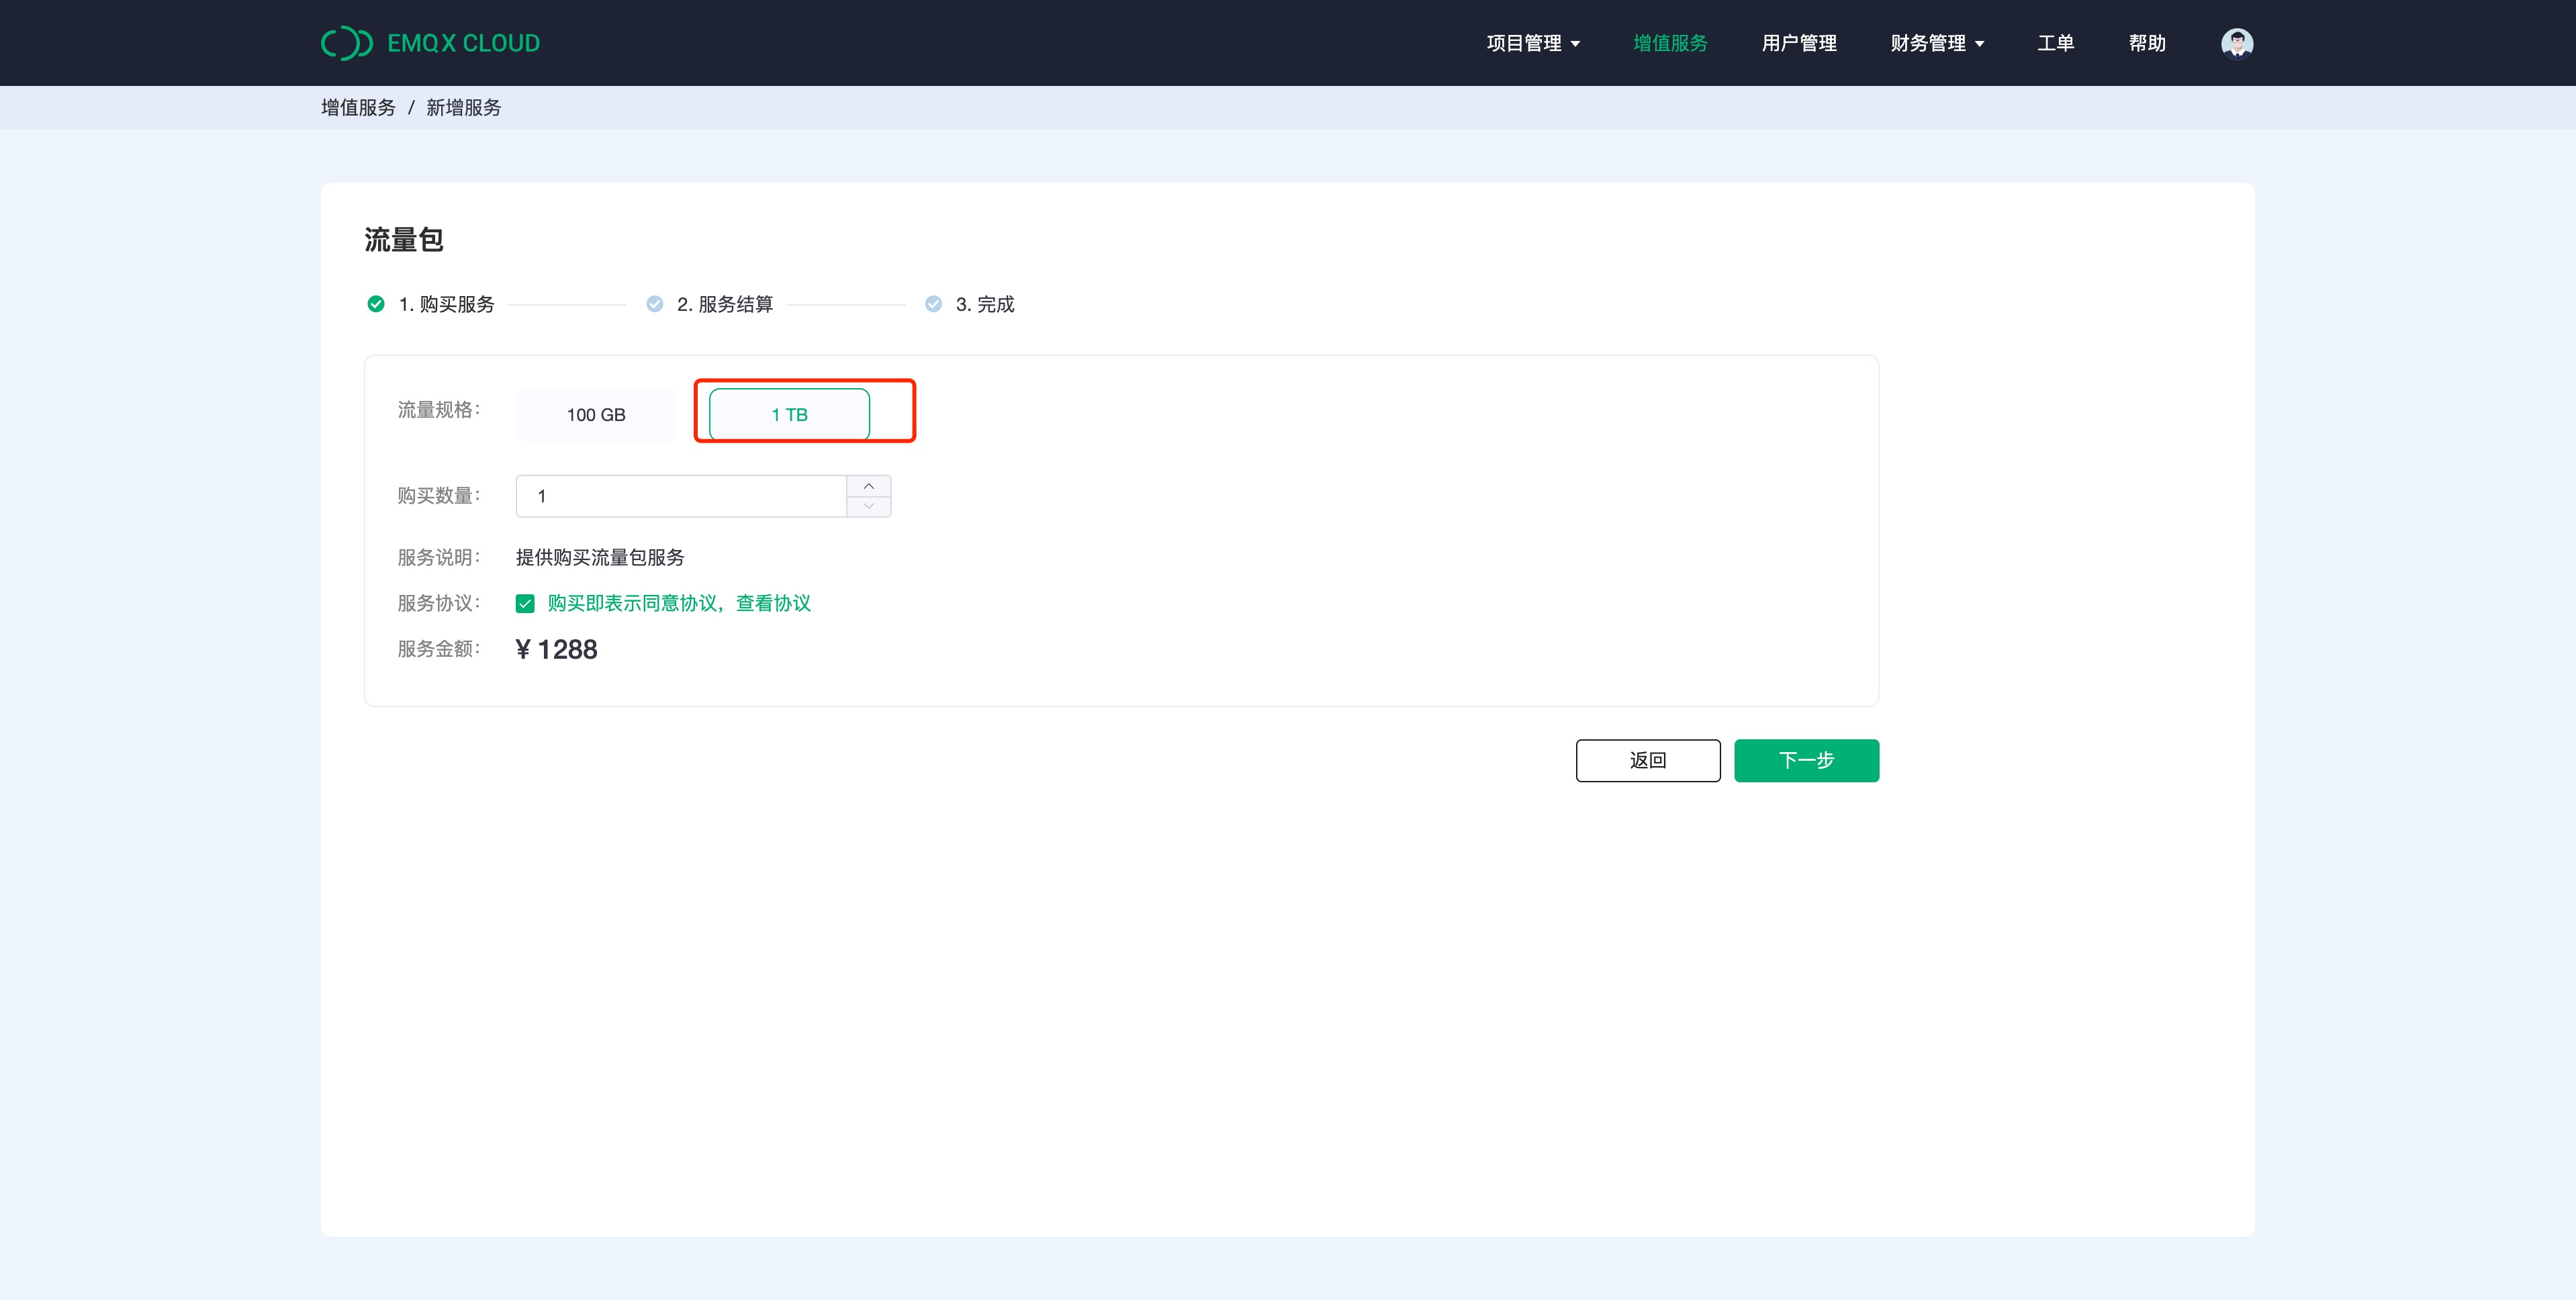 EMQX CLOUD
项目管理 增值服务 用户管理 财务管理 工单 帮助
增值服务 / 新增服务
流量包
1. 购买服务 2. 服务结算 3. 完成
流量规格： 100 GB 1 TB
购买数量： 1
服务说明： 提供购买流量包服务
服务协议： 购买即表示同意协议，查看协议
服务金额： ¥ 1288
返回 下一步